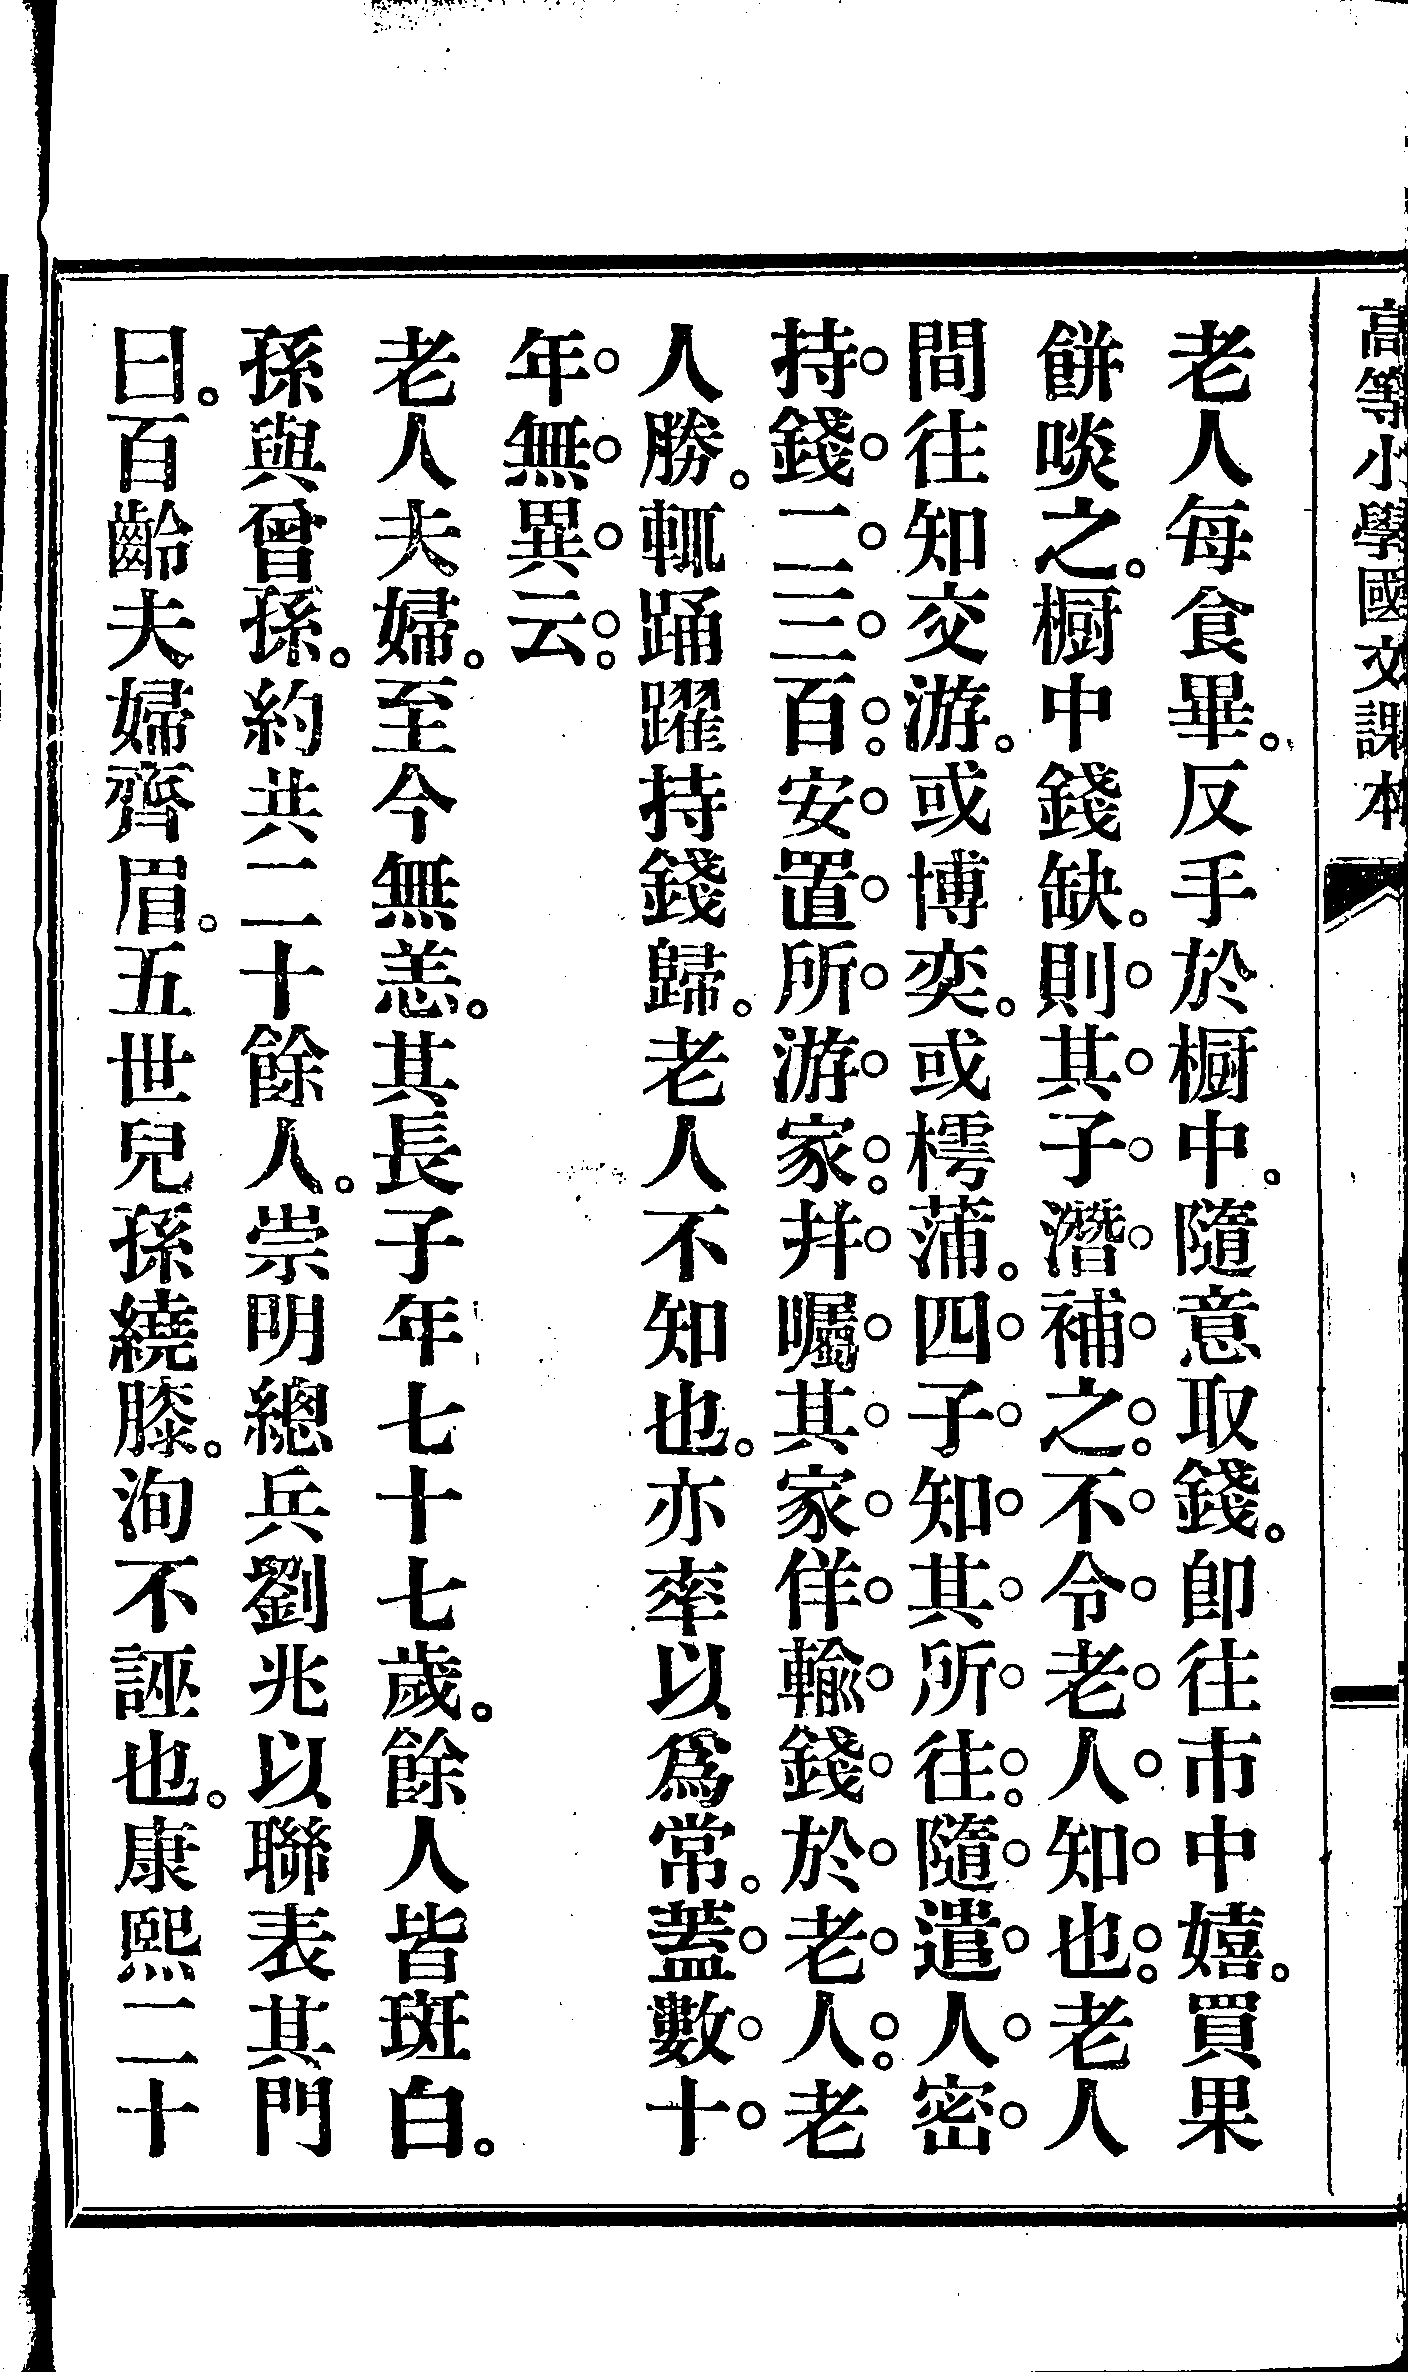 高等小學國文課本
一
老人每食畢。反手於橱中。隨意取錢。卽往市中嬉。買果
餅啖之。橱中錢缺。則其子潛補之。不令老人知也。老人
間往知交游。或博奕。或樗蒲。四子知其所往。隨遣人密
持錢二三百。安置所游家。幷囑其家佯輸錢於老人。老
人勝。輒踊躍持錢歸。老人不知也。亦率以爲常。蓋數十
年無異云。
老人夫婦。至今無恙。其長子年七十七歲。餘人皆斑白。
孫與曾孫。約共二十餘人。崇明總兵劉兆以聯表其門
曰。百齡夫婦齊眉。五世兒孫繞膝。洵不誣也。康熙二十